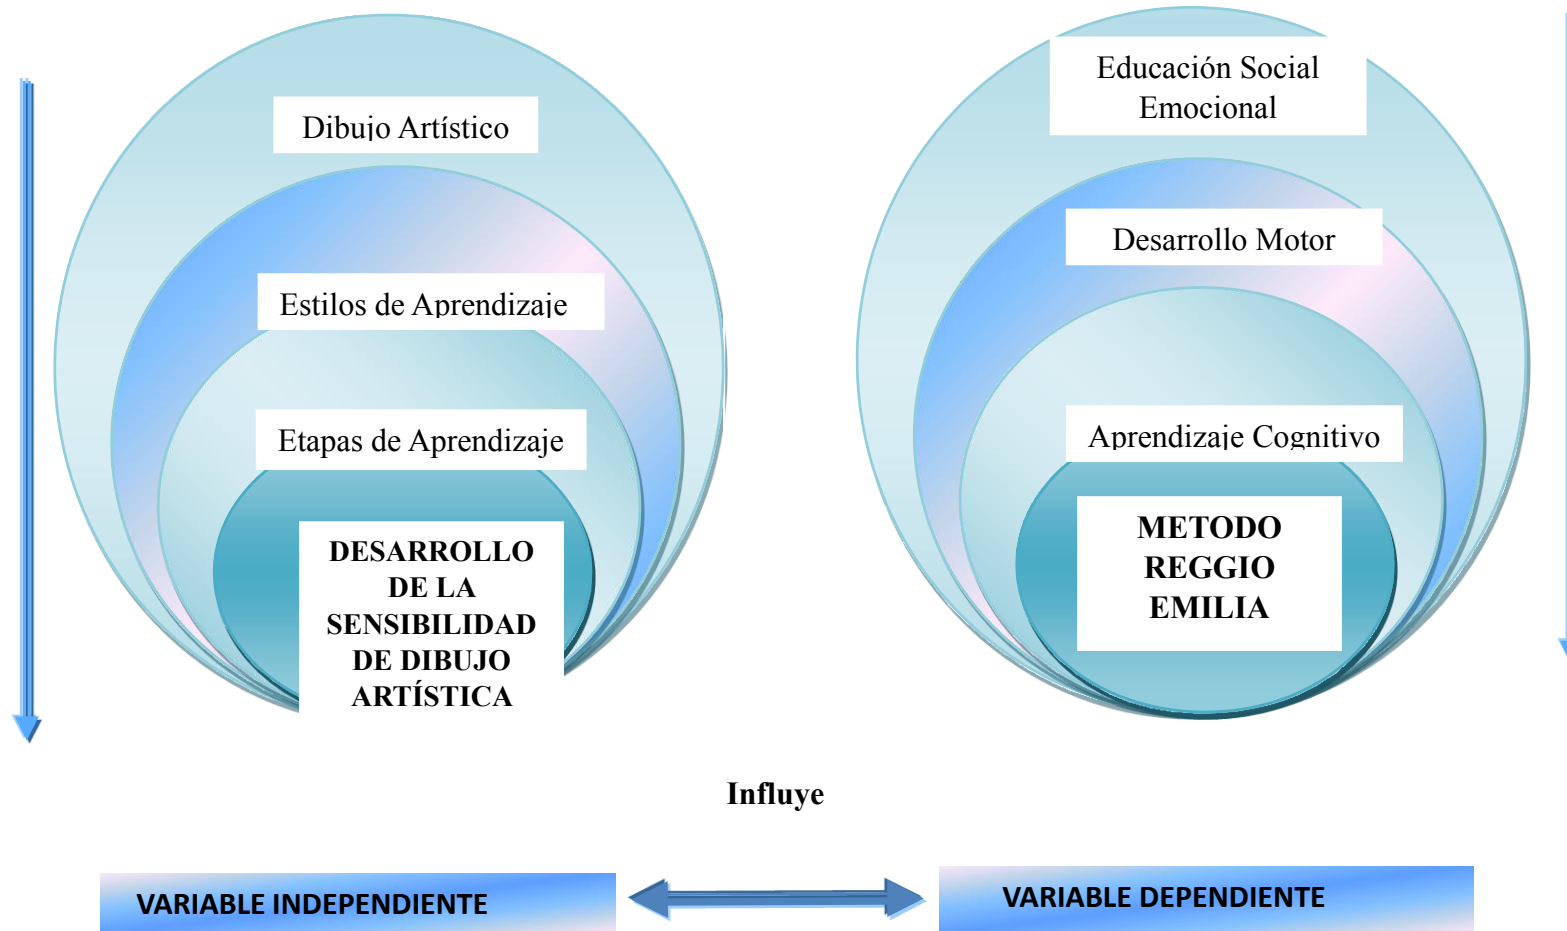 Dibujo Artístico
Estilos de Aprendizaje
Etapas de Aprendizaje
DESARROLLO
DE LA
SENSIBILIDAD
DE DIBUJO
ARTÍSTICA
Educación Social
Emocional
Desarrollo Motor
Aprendizaje Cognitivo
METODO
REGGIO
EMILIA
Influye
VARIABLE INDEPENDIENTE
VARIABLE DEPENDIENTE